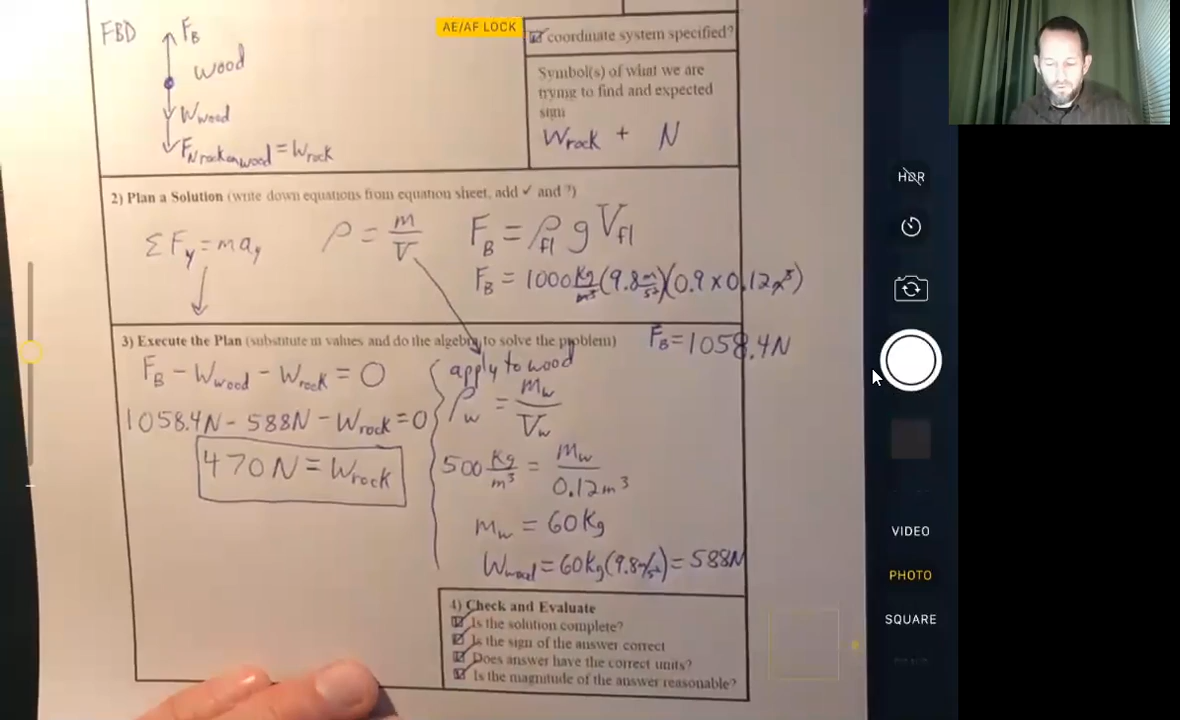 FBD
F_B
wood
W_wood
F_N rock on wood = W_rock
AE/AF LOCK
coordinate system specified?
Symbol(s) of what we are
trying to find and expected
sign
W_rock + N
2) Plan a Solution (write down equations from equation sheet, add ✓ and ?)
ΣF_y = ma_y
ρ = m/V
F_B = ρ_fl g V_fl
F_B = 1000 Kg/m³ (9.8 m/s²)(0.9 × 0.12 m³)
3) Execute the Plan (substitute in values and do the algebra to solve the problem)
F_B = 1058.4N
F_B - W_wood - W_rock = 0
1058.4N - 588N - W_rock = 0
470N = W_rock
apply to wood
ρ_w = m_w/V_w
500 Kg/m³ = m_w/0.12m³
m_w = 60Kg
W_wood = 60Kg(9.8 m/s²) = 588N
4) Check and Evaluate
Is the solution complete?
Is the sign of the answer correct
Does answer have the correct units?
Is the magnitude of the answer reasonable?
HDR
VIDEO
PHOTO
SQUARE